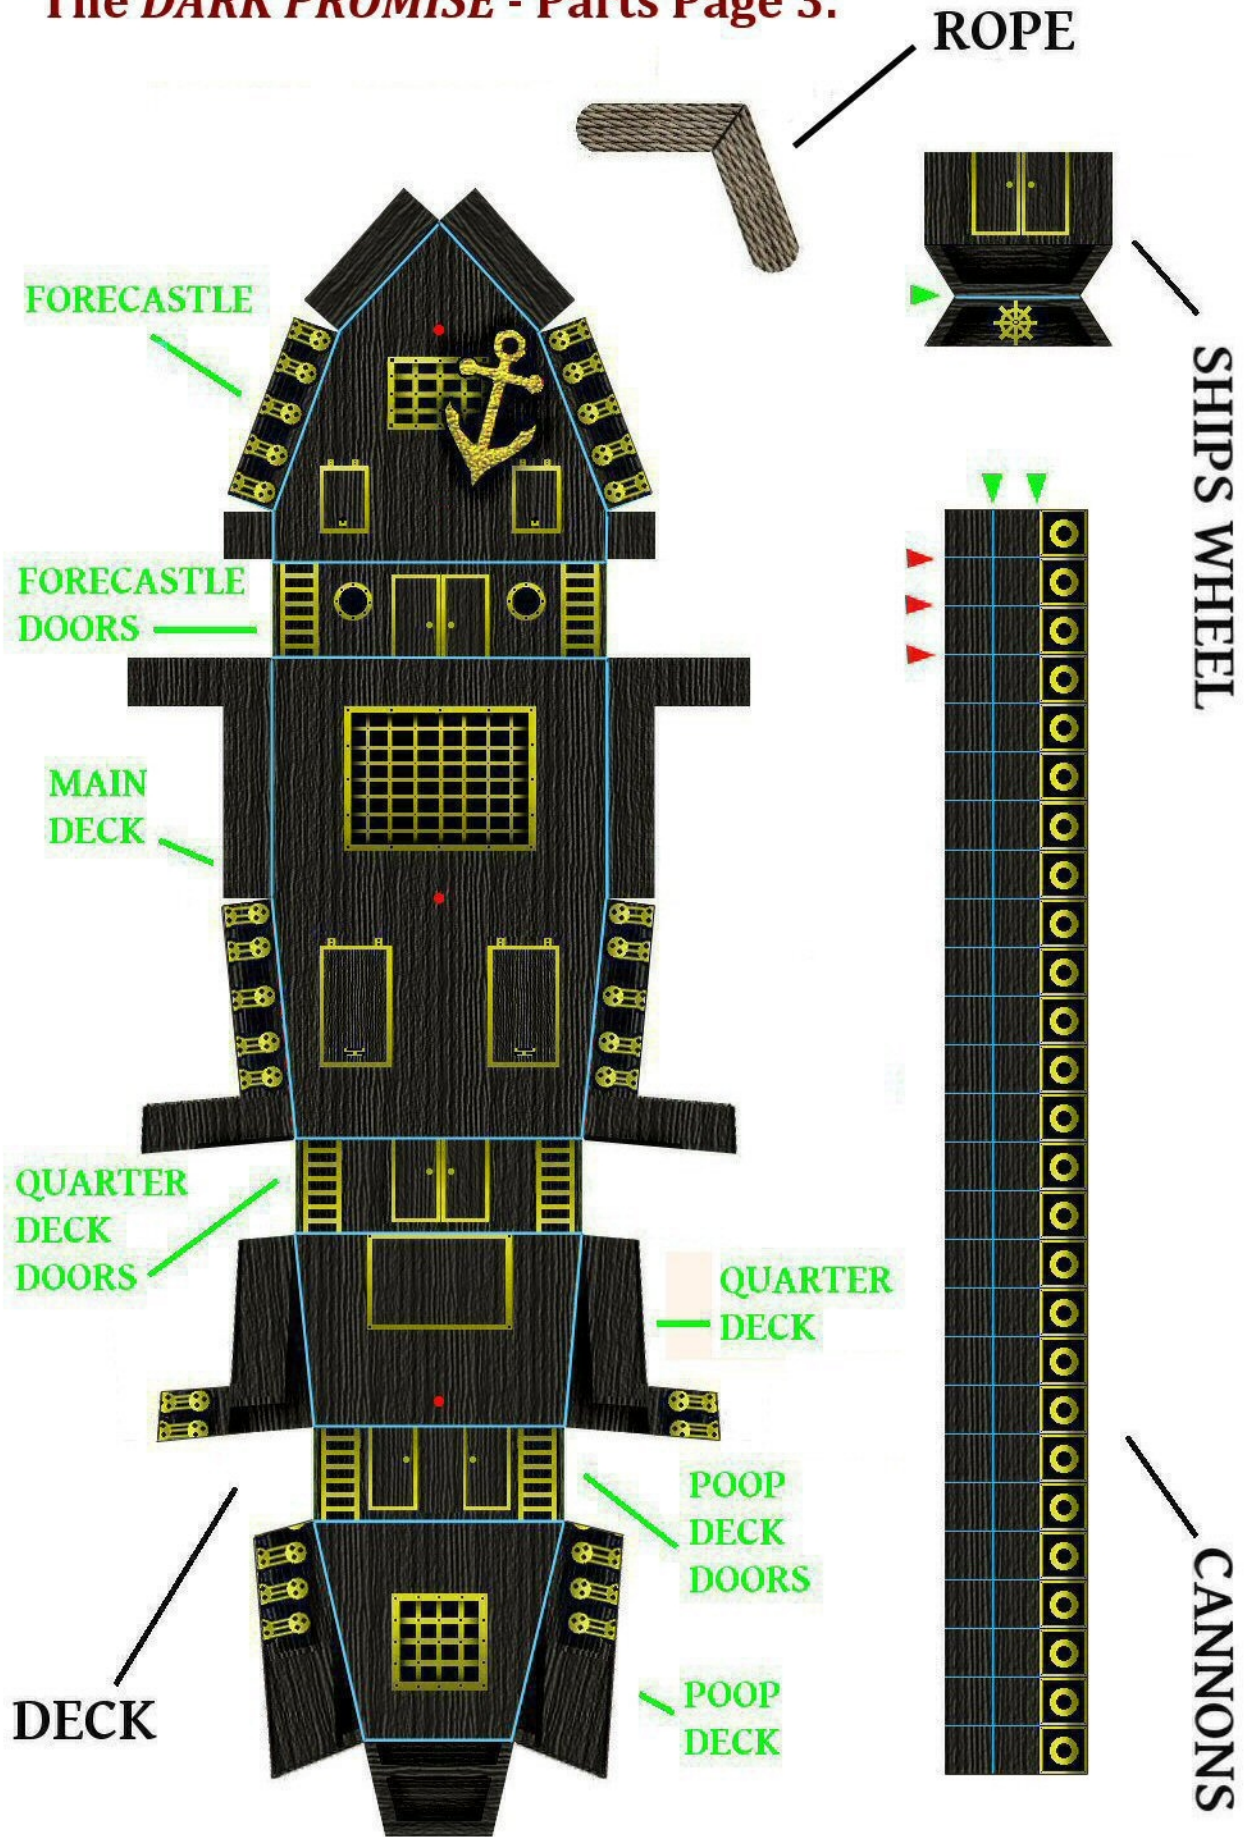 The DARK PROMISE - Parts Page 3.
ROPE
FORECASTLE
SHIPS WHEEL
FORECASTLE
DOORS
MAIN
DECK
QUARTER
DECK
DOORS
QUARTER
DECK
POOP
DECK
DOORS
CANNONS
POOP
DECK
DECK